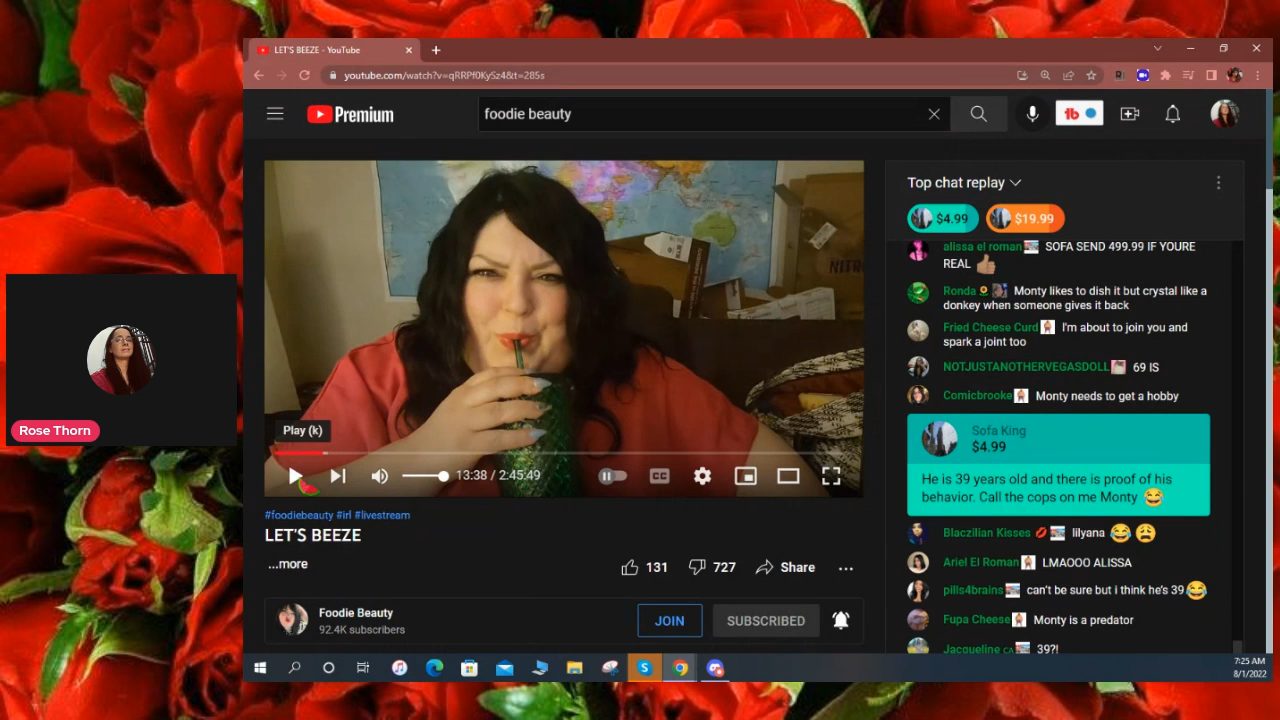 LET'S BEEZE - YouTube
youtube.com/watch?v=qRRPf0KySz4&t=285s
Premium
foodie beauty
Top chat replay
$4.99
$19.99
alissa el roman SOFA SEND 499.99 IF YOURE
REAL
Ronda Monty likes to dish it but crystal like a
donkey when someone gives it back
Fried Cheese Curd I'm about to join you and
spark a joint too
NOTJUSTANOTHERVEGASDOLL 69 IS
Comicbrooke Monty needs to get a hobby
Sofa King
$4.99
He is 39 years old and there is proof of his
behavior. Call the cops on me Monty
Blaczilian Kisses lilyana
Ariel El Roman LMAOOO ALISSA
pills4brains can't be sure but i think he's 39
Fupa Cheese Monty is a predator
Jacqueline CA 39?!
NITR
Play (k)
13:38 / 2:45:49
CC
#foodiebeauty #irl #livestream
LET'S BEEZE
...more
131
727
Share
Foodie Beauty
92.4K subscribers
JOIN
SUBSCRIBED
Rose Thorn
7:25 AM
8/1/2022